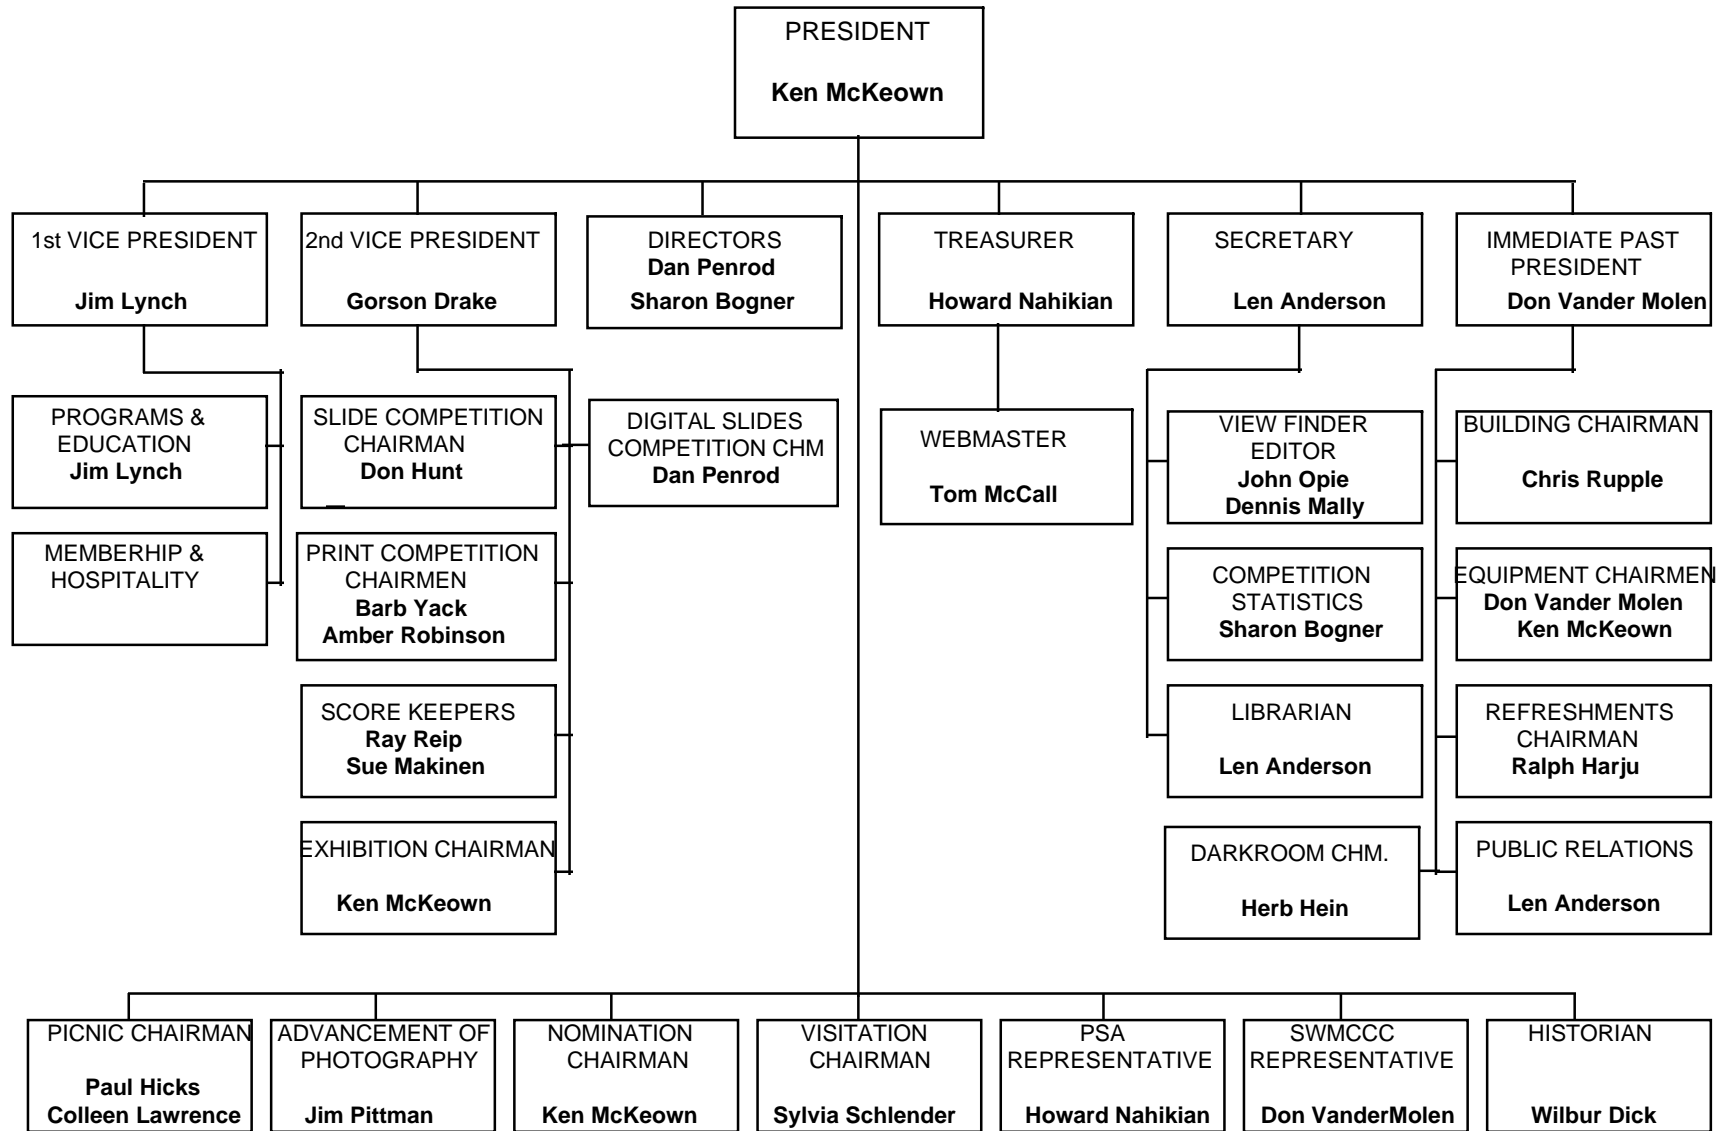 PRESIDENT
Ken McKeown
1st VICE PRESIDENT
Jim Lynch
2nd VICE PRESIDENT
Gorson Drake
DIRECTORS
Dan Penrod
Sharon Bogner
TREASURER
Howard Nahikian
SECRETARY
Len Anderson
IMMEDIATE PAST
PRESIDENT
Don Vander Molen
PROGRAMS &
EDUCATION
Jim Lynch
SLIDE COMPETITION
CHAIRMAN
Don Hunt
DIGITAL SLIDES
COMPETITION CHM
Dan Penrod
WEBMASTER
Tom McCall
VIEW FINDER
EDITOR
John Opie
Dennis Mally
BUILDING CHAIRMAN
Chris Rupple
MEMBERHIP &
HOSPITALITY
PRINT COMPETITION
CHAIRMEN
Barb Yack
Amber Robinson
COMPETITION
STATISTICS
Sharon Bogner
EQUIPMENT CHAIRMEN
Don Vander Molen
Ken McKeown
SCORE KEEPERS
Ray Reip
Sue Makinen
LIBRARIAN
Len Anderson
REFRESHMENTS
CHAIRMAN
Ralph Harju
EXHIBITION CHAIRMAN
Ken McKeown
DARKROOM CHM.
Herb Hein
PUBLIC RELATIONS
Len Anderson
PICNIC CHAIRMAN
Paul Hicks
Colleen Lawrence
ADVANCEMENT OF
PHOTOGRAPHY
Jim Pittman
NOMINATION
CHAIRMAN
Ken McKeown
VISITATION
CHAIRMAN
Sylvia Schlender
PSA
REPRESENTATIVE
Howard Nahikian
SWMCCC
REPRESENTATIVE
Don VanderMolen
HISTORIAN
Wilbur Dick